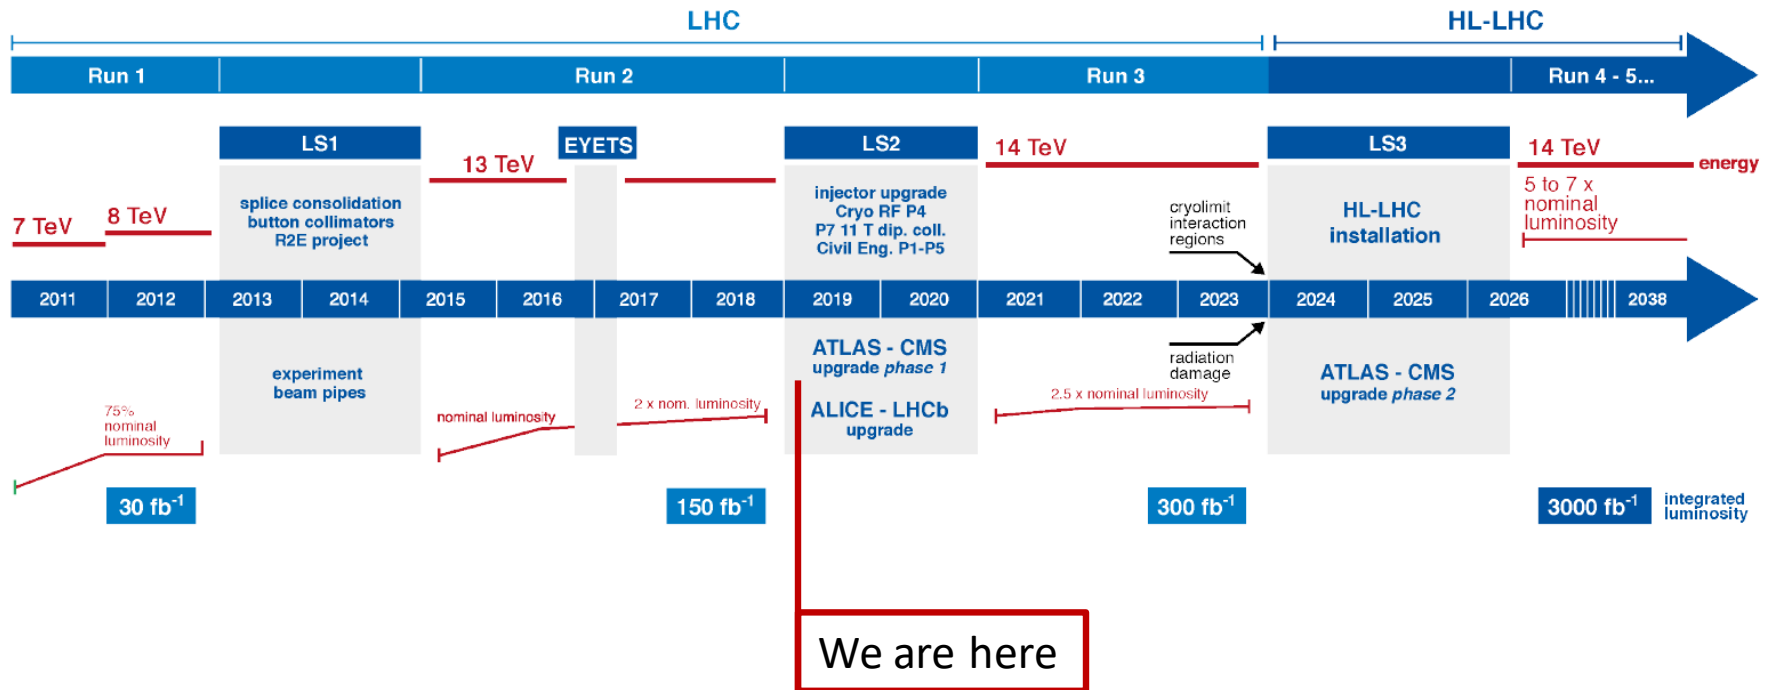 LHC
HL-LHC
Run 1
Run 2
Run 3
Run 4 - 5...
LS1
EYETS
LS2
LS3
13 TeV
14 TeV
14 TeV
energy
7 TeV
8 TeV
splice consolidation
button collimators
R2E project
injector upgrade
Cryo RF P4
P7 11 T dip. coll.
Civil Eng. P1-P5
cryolimit
interaction
regions
HL-LHC
installation
5 to 7 x
nominal
luminosity
2011
2012
2013
2014
2015
2016
2017
2018
2019
2020
2021
2022
2023
2024
2025
2026
2038
experiment
beam pipes
ATLAS - CMS
upgrade phase 1
ALICE - LHCb
upgrade
radiation
damage
ATLAS - CMS
upgrade phase 2
75%
nominal
luminosity
nominal luminosity
2 x nom. luminosity
2.5 x nominal luminosity
30 fb-1
150 fb-1
300 fb-1
3000 fb-1
integrated
luminosity
We are here